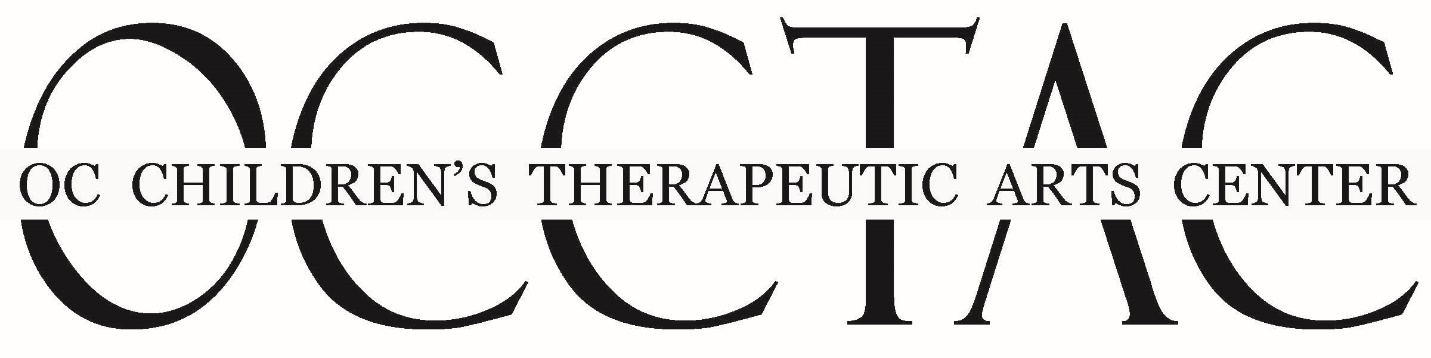 OCCTAC
OC CHILDREN’S THERAPEUTIC ARTS CENTER